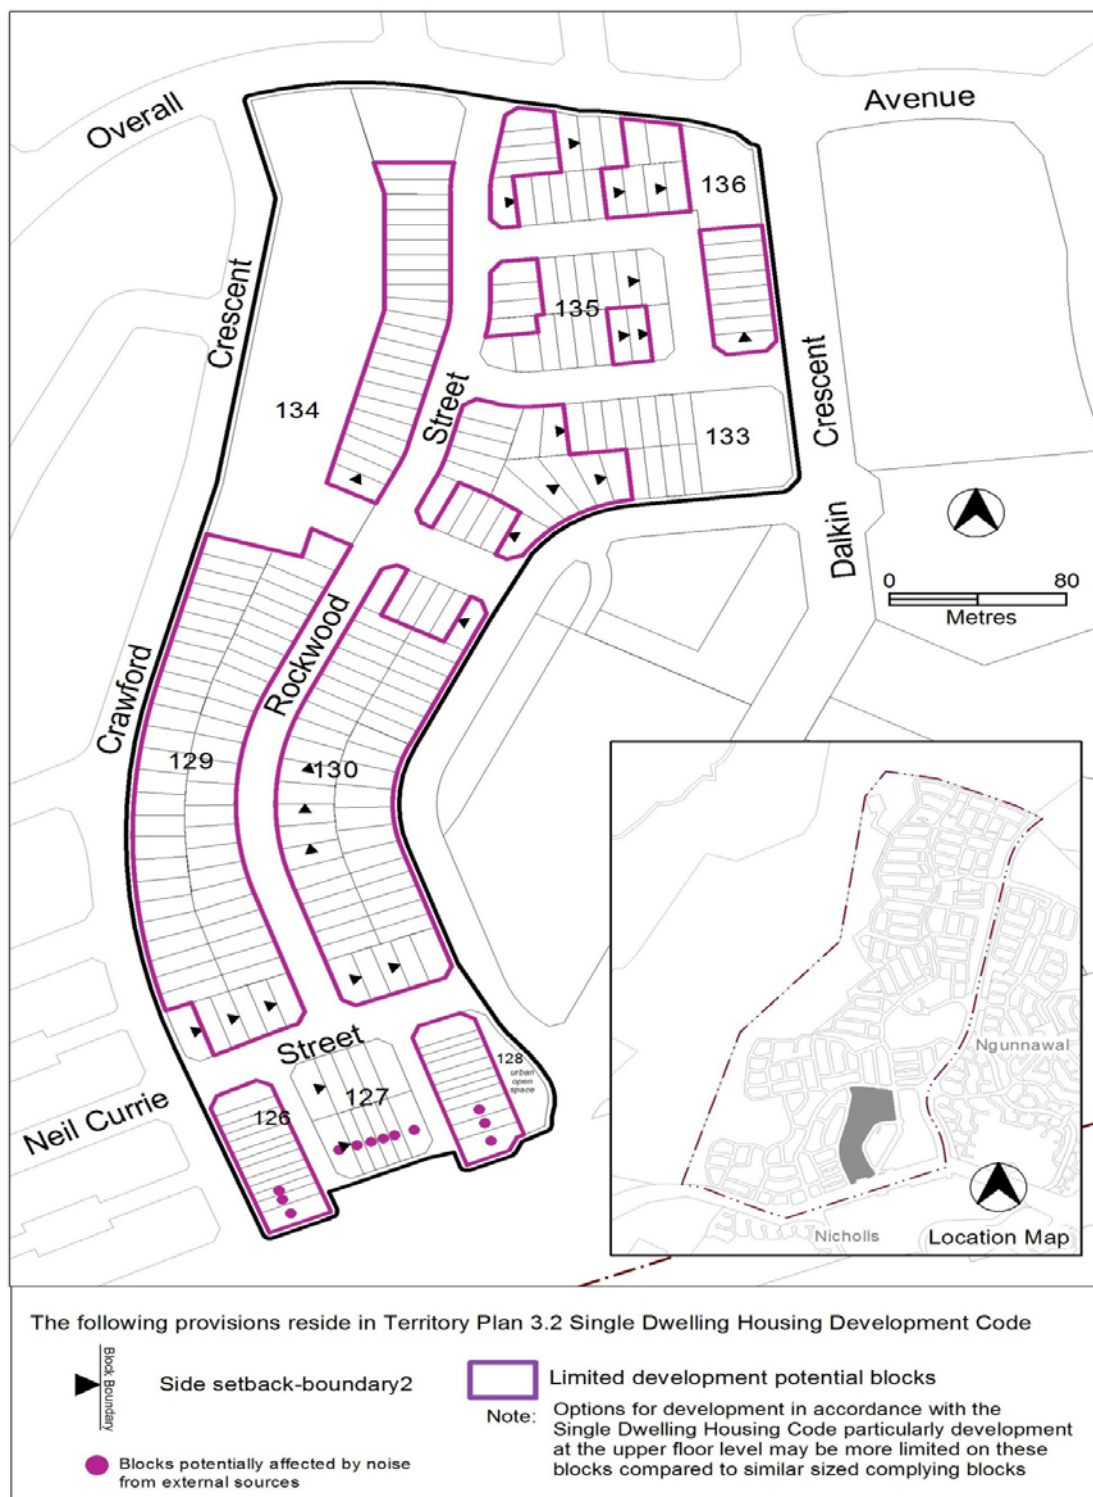 Overall
Avenue
136
Crescent
135
Crescent
134
Street
133
Dalkin
0 80
Metres
Rockwood
Crawford
129
130
Street
128
urban
open
space
127
126
Neil Currie
Ngunnawal
Nicholls
Location Map
The following provisions reside in Territory Plan 3.2 Single Dwelling Housing Development Code
Block Boundary
Side setback-boundary2
Limited development potential blocks
Note: Options for development in accordance with the
Single Dwelling Housing Code particularly development
at the upper floor level may be more limited on these
blocks compared to similar sized complying blocks
Blocks potentially affected by noise
from external sources